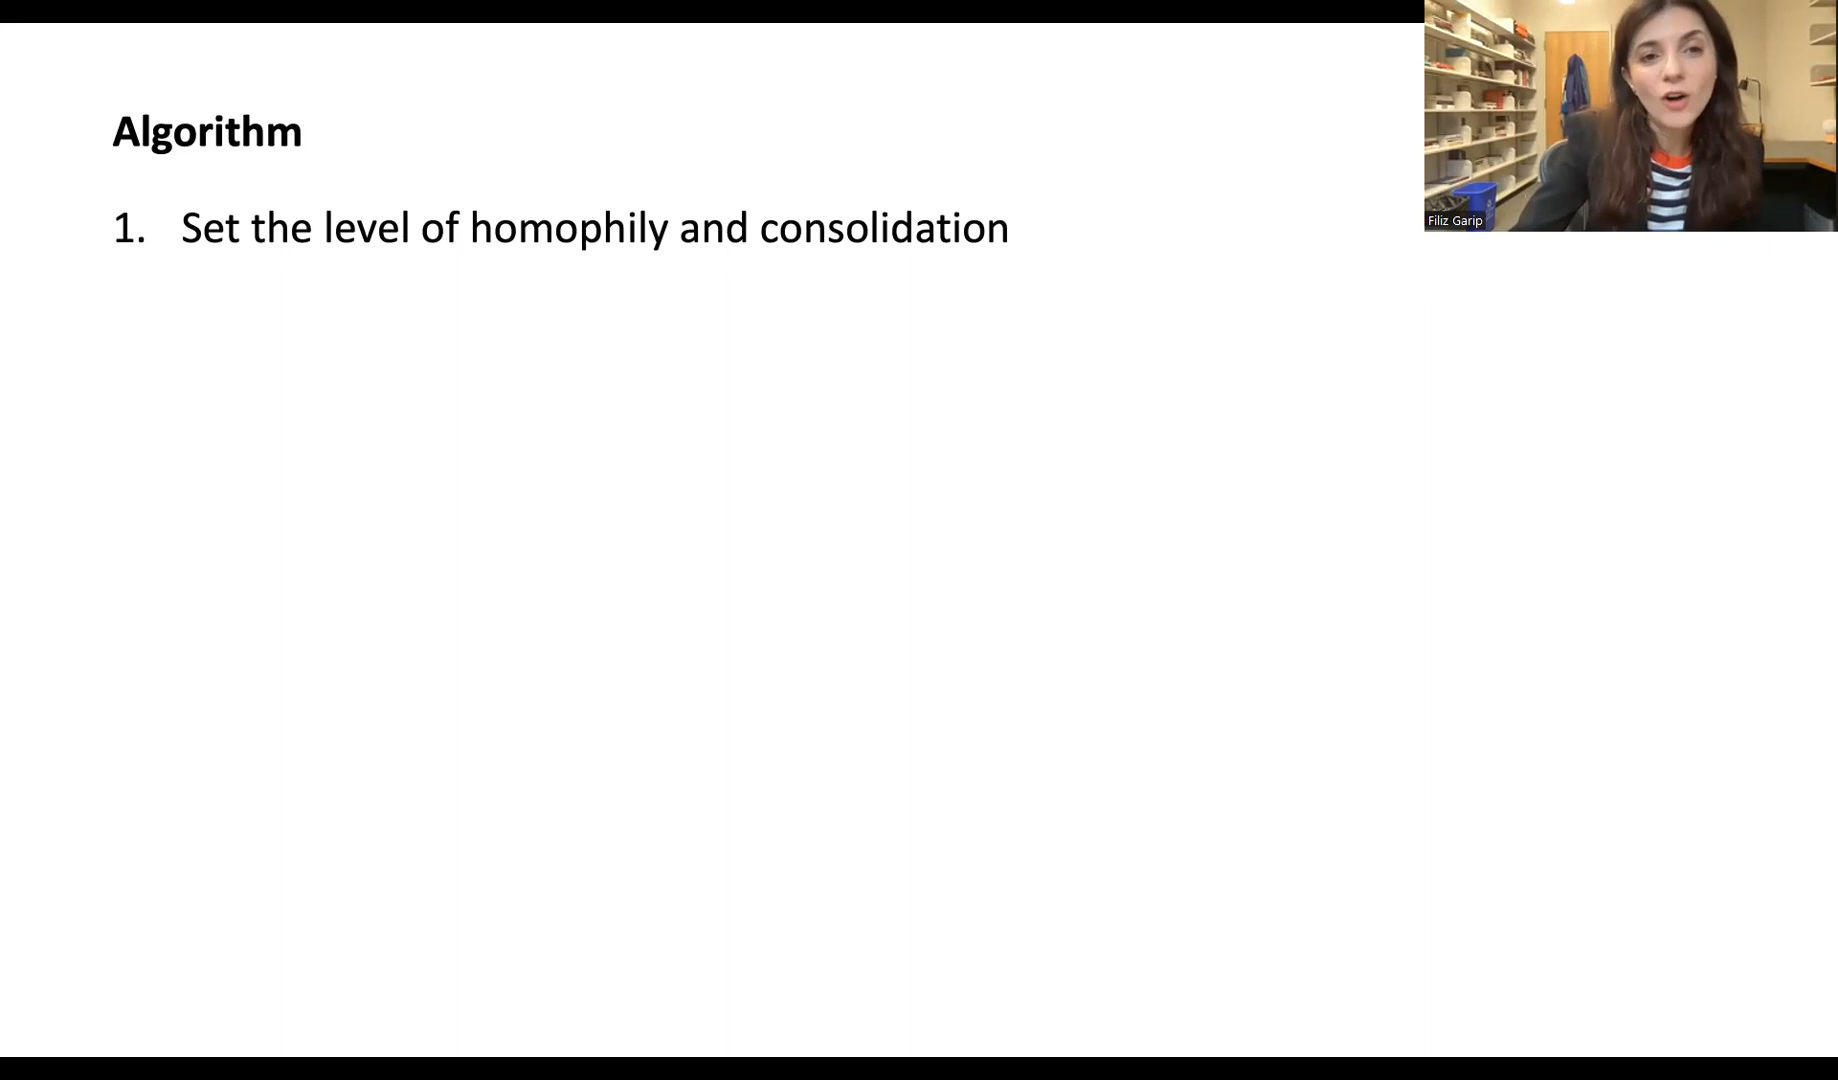 Algorithm
1. Set the level of homophily and consolidation
Filiz Garip